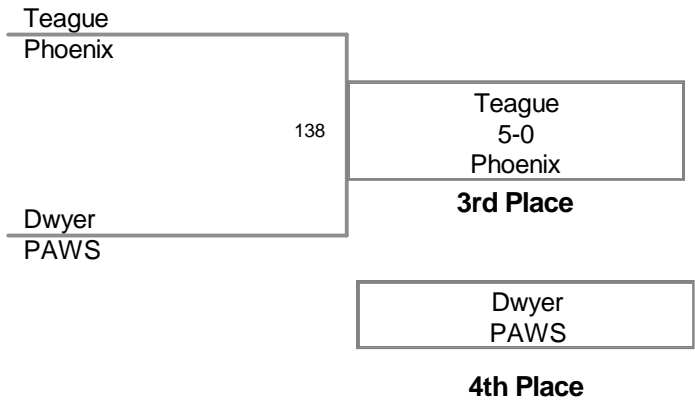 Teague
Phoenix
138
Teague
5-0
Phoenix
3rd Place
Dwyer
PAWS
Dwyer
PAWS
4th Place